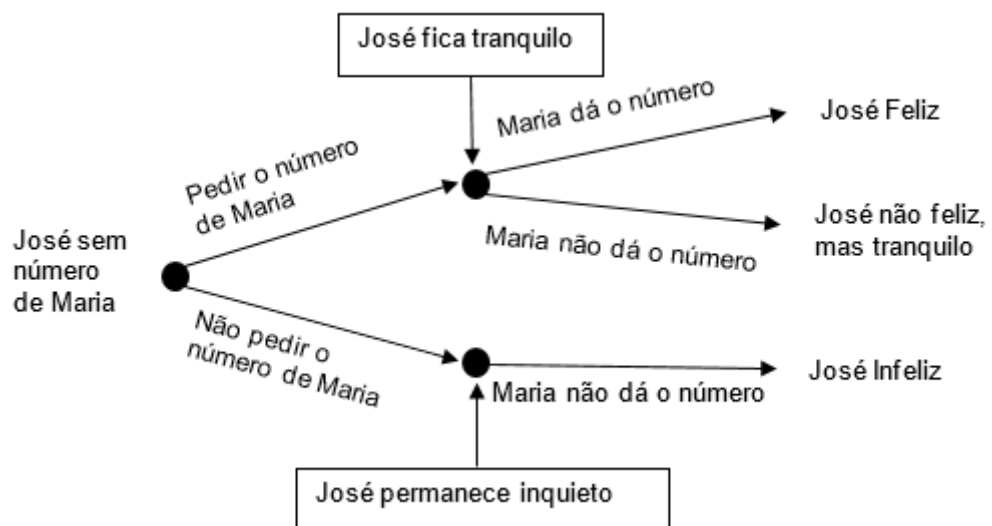 José fica tranquilo
Maria dá o número
José Feliz
Pedir o número
de Maria
José sem
número
de Maria
Maria não dá o número
José não feliz,
mas tranquilo
Não pedir o
número de Maria
Maria não dá o número
José Infeliz
José permanece inquieto